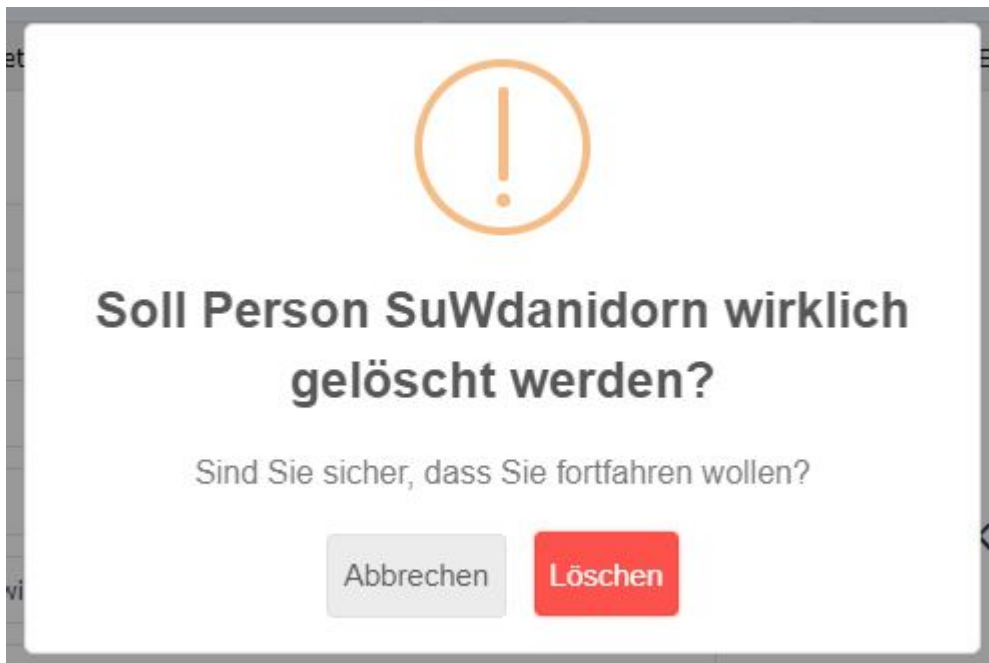 Soll Person SuWdanidorn wirklich
gelöscht werden?
Sind Sie sicher, dass Sie fortfahren wollen?
Abbrechen
Löschen